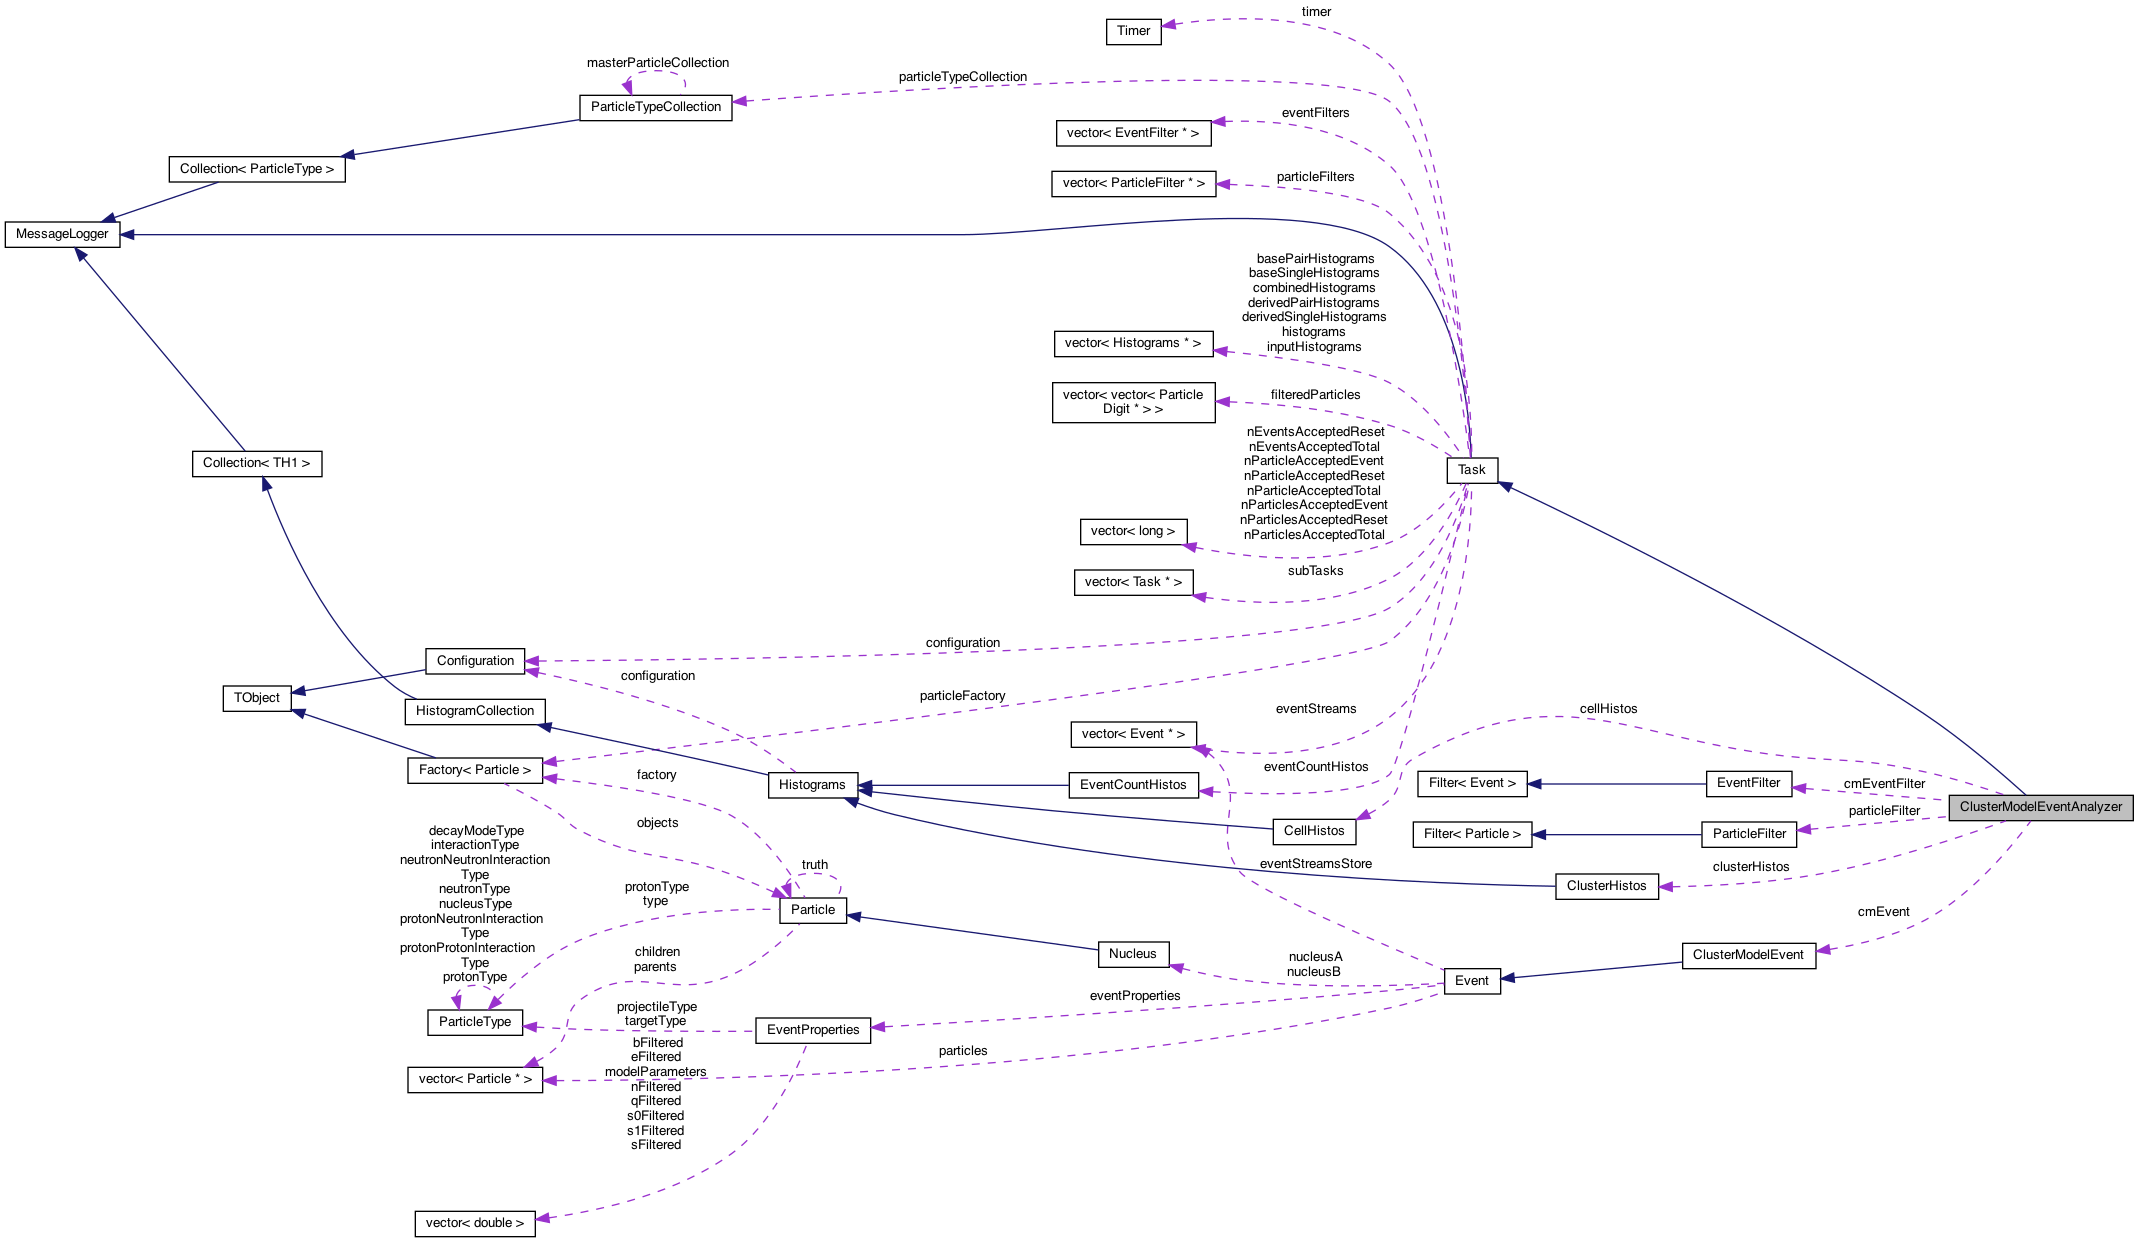 timer
Timer
masterParticleCollection
particleTypeCollection
ParticleTypeCollection
eventFilters
vector< EventFilter * >
Collection< ParticleType >
particleFilters
vector< ParticleFilter * >
MessageLogger
basePairHistograms
baseSingleHistograms
combinedHistograms
derivedPairHistograms
derivedSingleHistograms
histograms
inputHistograms
vector< Histograms * >
vector< vector< Particle
Digit * > >
filteredParticles
nEventsAcceptedReset
nEventsAcceptedTotal
nParticleAcceptedEvent
nParticleAcceptedReset
nParticleAcceptedTotal
nParticlesAcceptedEvent
nParticlesAcceptedReset
nParticlesAcceptedTotal
Collection< TH1 >
Task
vector< long >
subTasks
vector< Task * >
configuration
Configuration
configuration
TObject
particleFactory
HistogramCollection
eventStreams
cellHistos
vector< Event * >
Factory< Particle >
factory
eventCountHistos
Histograms
EventCountHistos
Filter< Event >
EventFilter
cmEventFilter
ClusterModelEventAnalyzer
particleFilter
objects
CellHistos
Filter< Particle >
ParticleFilter
decayModeType
interactionType
neutronNeutronInteraction
Type
neutronType
nucleusType
protonNeutronInteraction
Type
protonProtonInteraction
Type
protonType
truth
eventStreamsStore
clusterHistos
ClusterHistos
protonType
type
Particle
cmEvent
children
parents
Nucleus
nucleusA
nucleusB
ClusterModelEvent
Event
eventProperties
projectileType
targetType
ParticleType
EventProperties
bFiltered
eFiltered
modelParameters
nFiltered
qFiltered
s0Filtered
s1Filtered
sFiltered
particles
vector< Particle * >
vector< double >